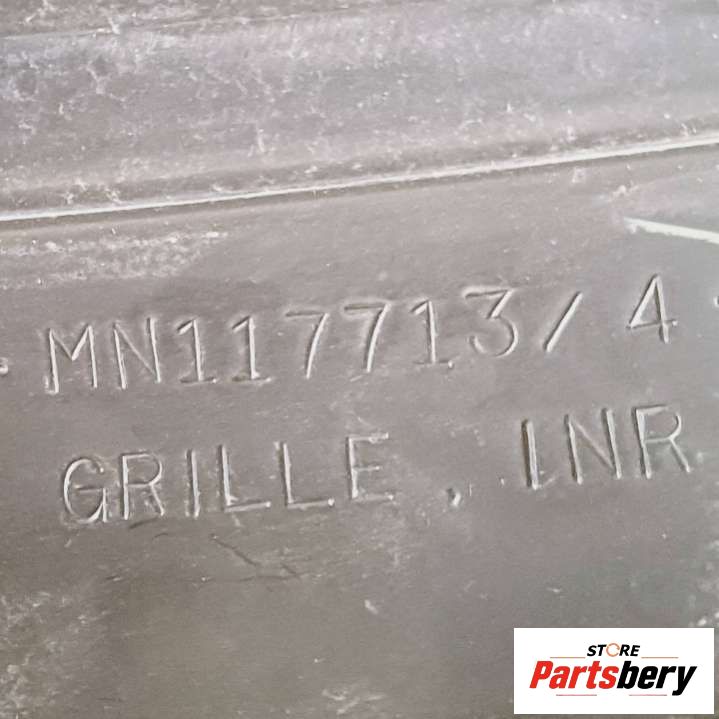 MN117713/4
GRILLE. INR
STORE
Partsbery